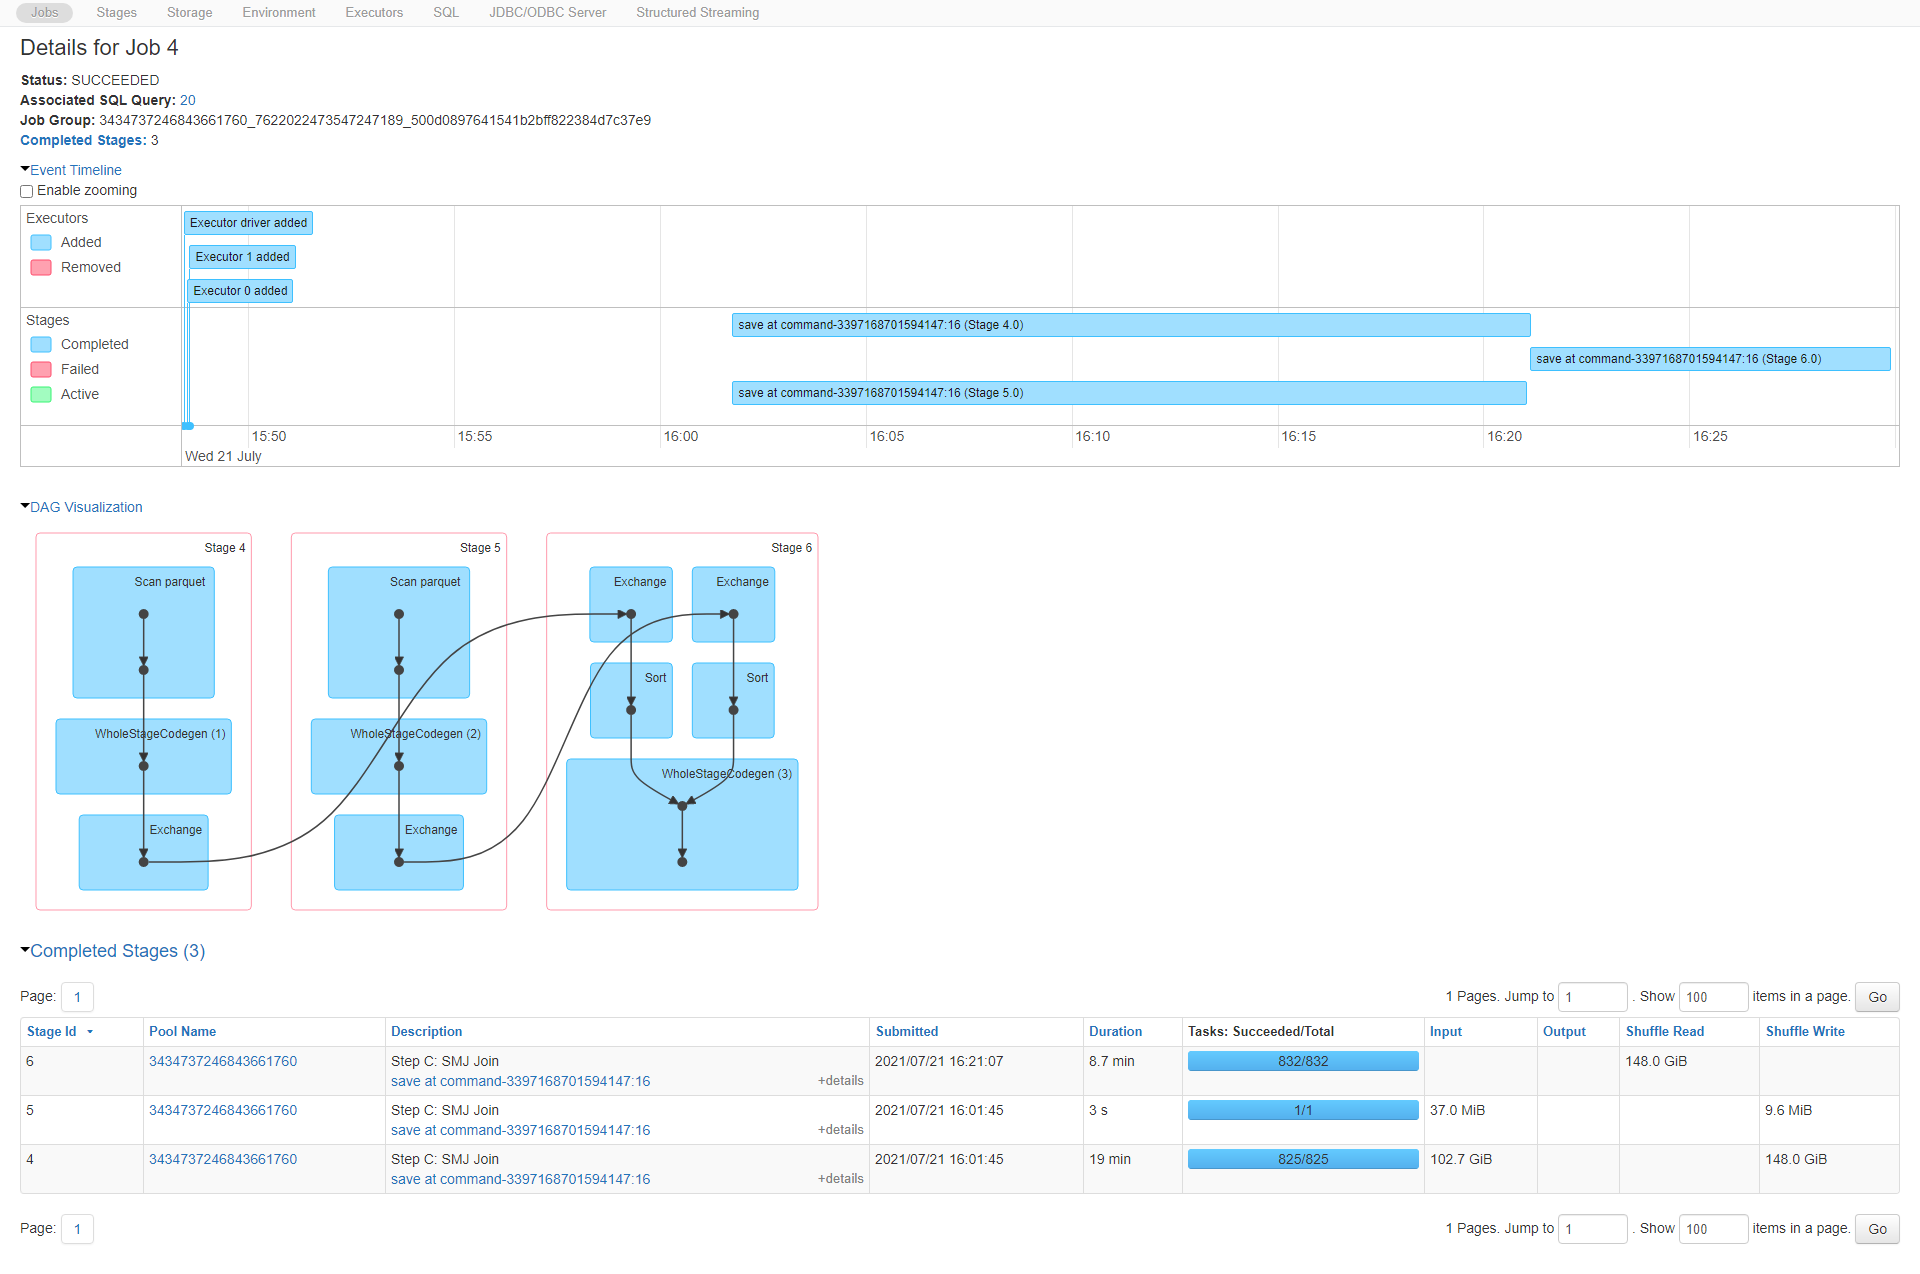 Jobs Stages Storage Environment Executors SQL JDBC/ODBC Server Structured Streaming
Details for Job 4
Status: SUCCEEDED
Associated SQL Query: 20
Job Group: 3434737246843661760_7622022473547247189_500d0897641541b2bff822384d7c37e9
Completed Stages: 3
Event Timeline
Enable zooming
Executors
Added
Removed
Executor driver added
Executor 1 added
Executor 0 added
Stages
Completed
Failed
Active
save at command-3397168701594147:16 (Stage 4.0)
save at command-3397168701594147:16 (Stage 6.0)
save at command-3397168701594147:16 (Stage 5.0)
15:50 15:55 16:00 16:05 16:10 16:15 16:20 16:25
Wed 21 July
DAG Visualization
Stage 4
Scan parquet
WholeStageCodegen (1)
Exchange
Stage 5
Scan parquet
WholeStageCodegen (2)
Exchange
Stage 6
Exchange Exchange
Sort Sort
WholeStageCodegen (3)
Completed Stages (3)
Page: 1 1 Pages. Jump to 1 . Show 100 items in a page. Go
Stage Id Pool Name Description Submitted Duration Tasks: Succeeded/Total Input Output Shuffle Read Shuffle Write
6 3434737246843661760 Step C: SMJ Join 2021/07/21 16:21:07 8.7 min 832/832 148.0 GiB
save at command-3397168701594147:16 +details
5 3434737246843661760 Step C: SMJ Join 2021/07/21 16:01:45 3 s 1/1 37.0 MiB 9.6 MiB
save at command-3397168701594147:16 +details
4 3434737246843661760 Step C: SMJ Join 2021/07/21 16:01:45 19 min 825/825 102.7 GiB 148.0 GiB
save at command-3397168701594147:16 +details
Page: 1 1 Pages. Jump to 1 . Show 100 items in a page. Go